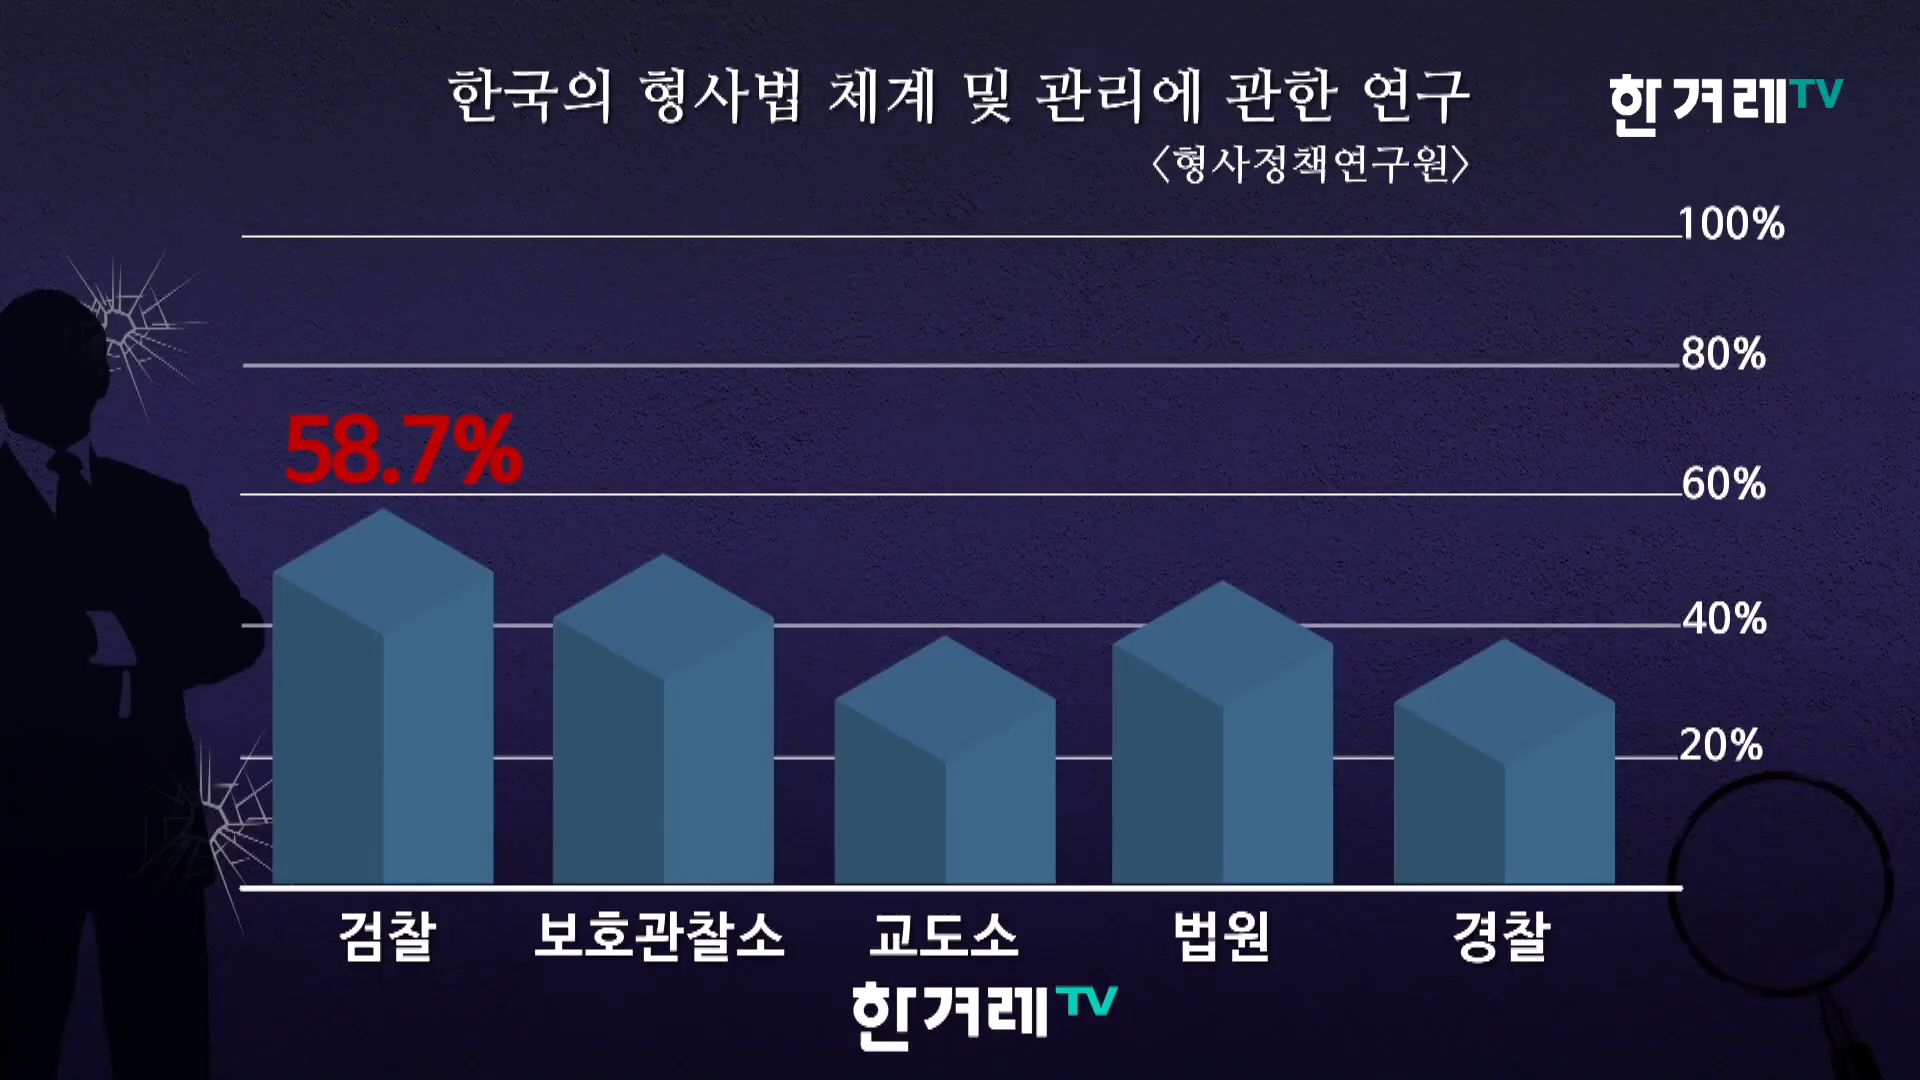 한국의 형사법 체계 및 관리에 관한 연구
한겨레TV
〈형사정책연구원〉
100%
80%
58.7%
60%
40%
20%
검찰
보호관찰소
교도소
법원
경찰
한겨레TV